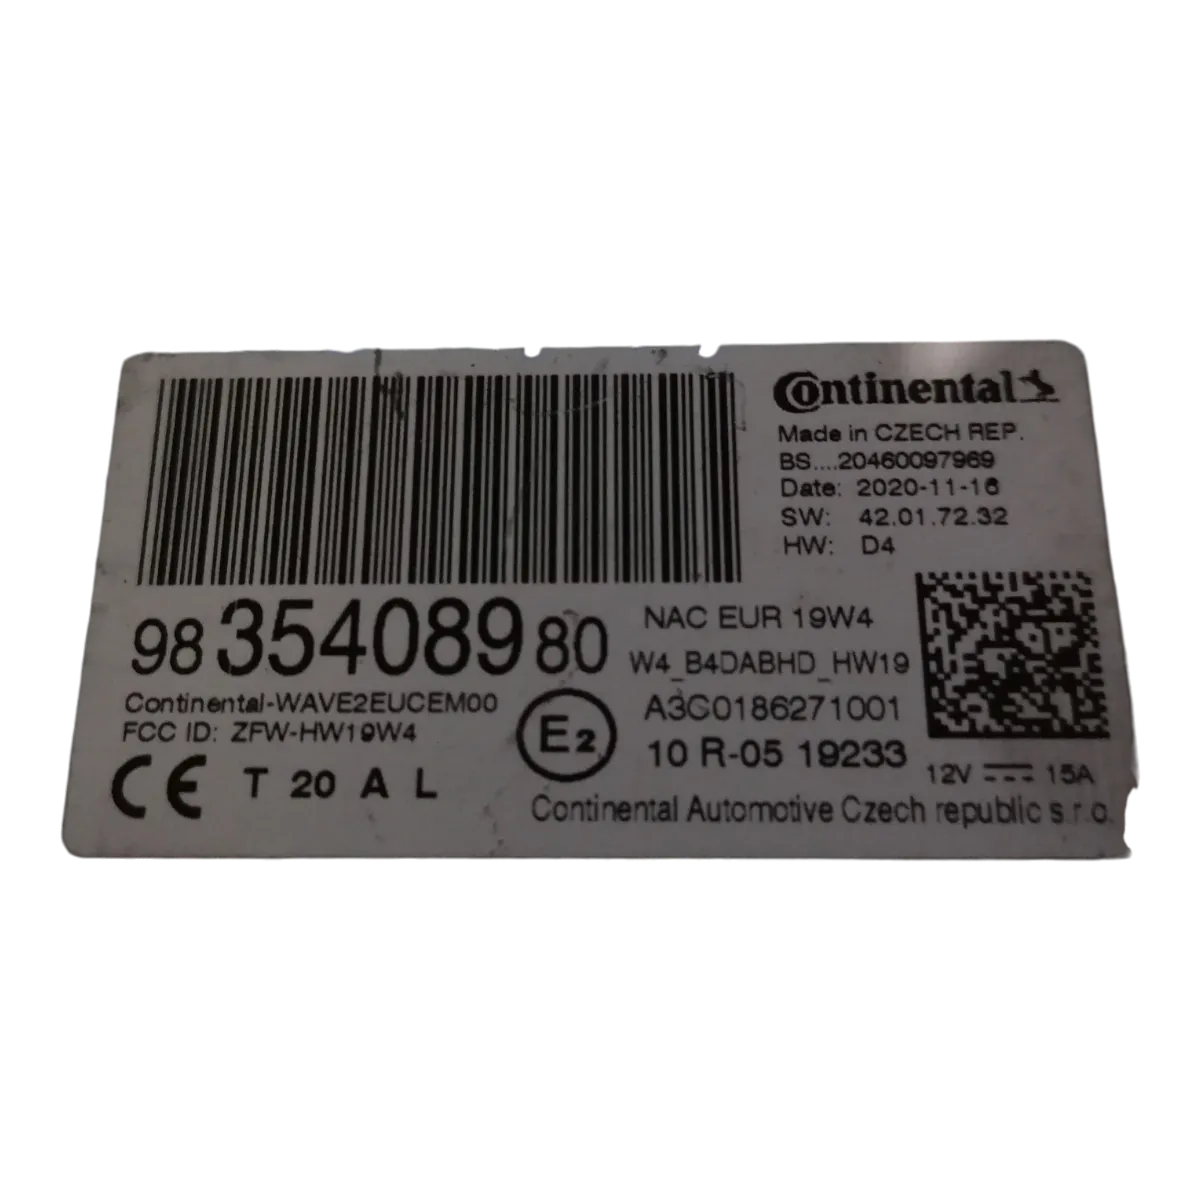 Continental
Made in CZECH REP.
BS....20460097969
Date: 2020-11-16
SW: 42.01.72.32
HW: D4
98 354089 80
NAC EUR 19W4
W4_B4DABHD_HW19
Continental-WAVE2EUCEM00
A3C0186271001
FCC ID: ZFW-HW19W4
E2
10 R-05 19233
12V 15A
CE T 20 A L
Continental Automotive Czech republic s.r.o.